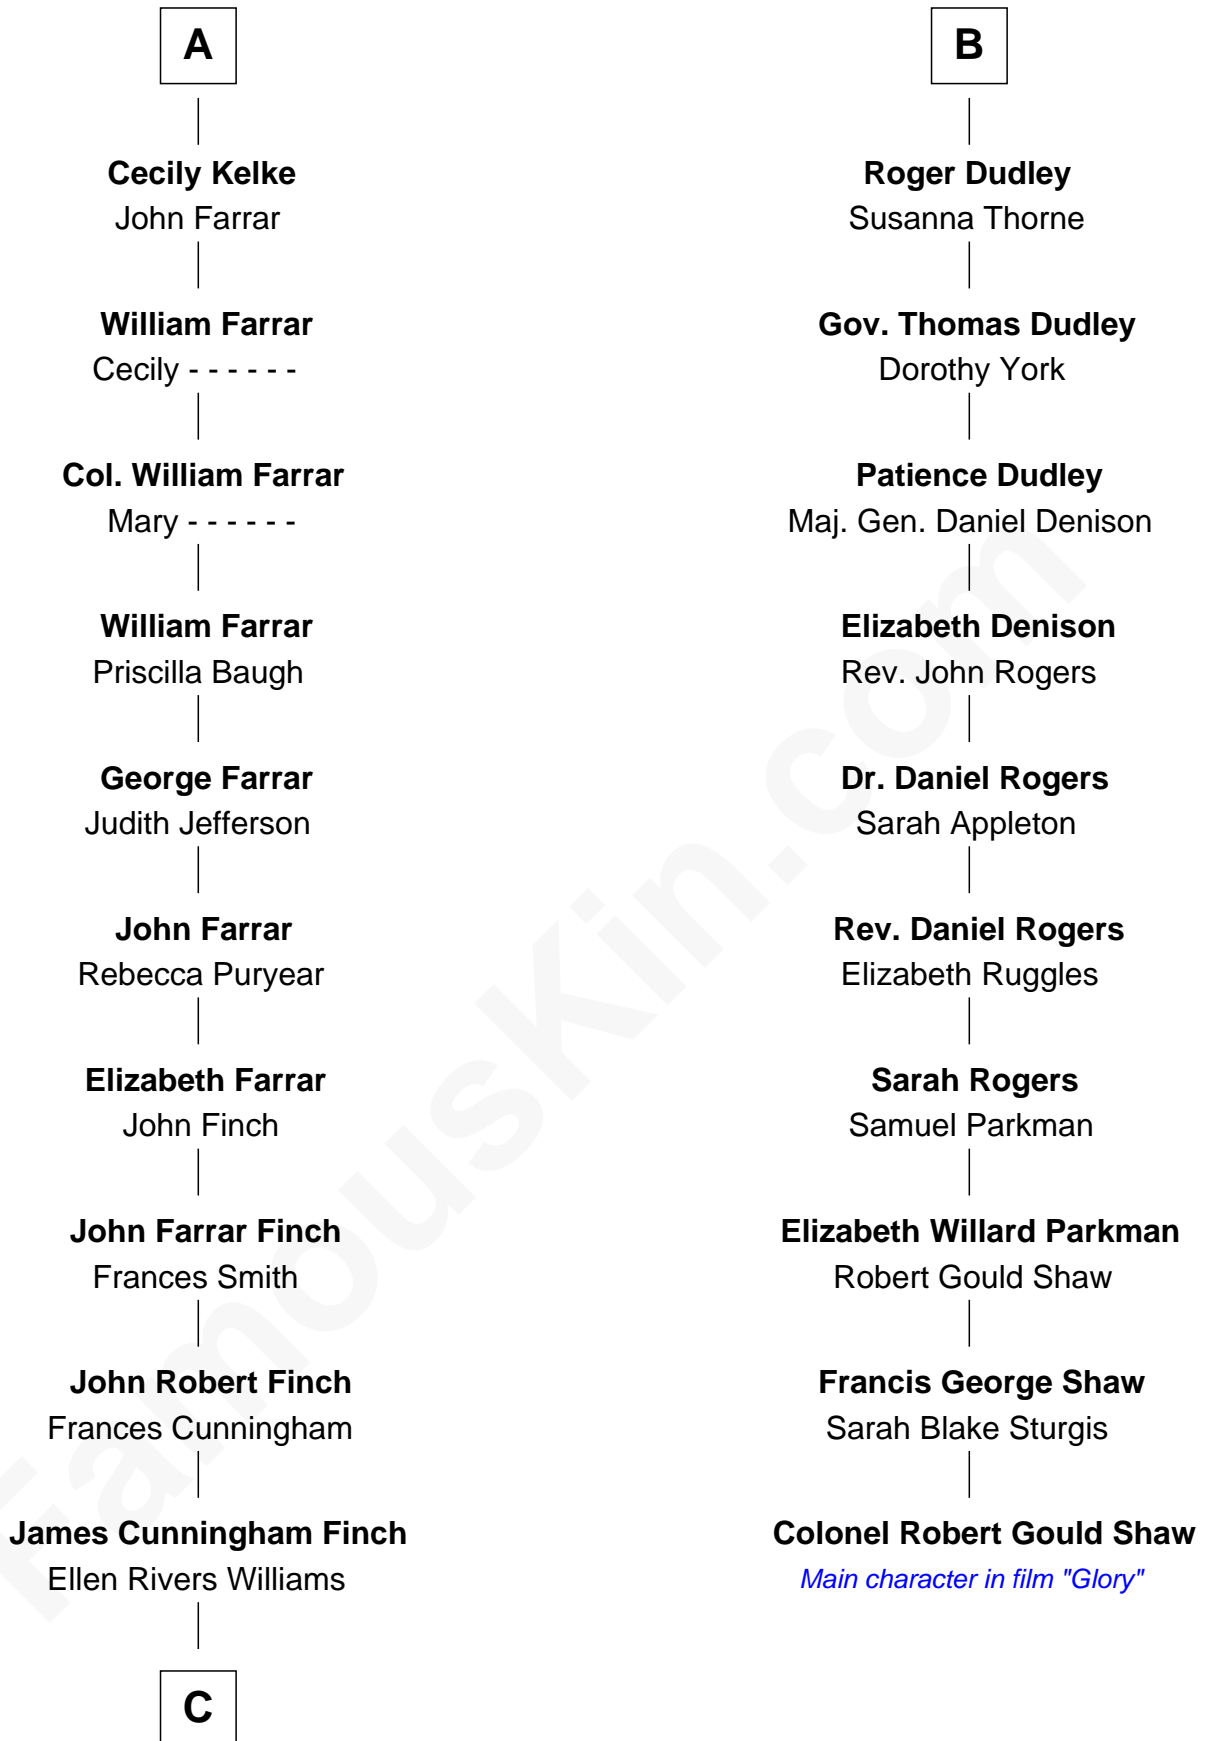 A
Cecily Kelke
John Farrar
William Farrar
Cecily - - - - - -
Col. William Farrar
Mary - - - - - -
William Farrar
Priscilla Baugh
George Farrar
Judith Jefferson
John Farrar
Rebecca Puryear
Elizabeth Farrar
John Finch
John Farrar Finch
Frances Smith
John Robert Finch
Frances Cunningham
James Cunningham Finch
Ellen Rivers Williams
C
B
Roger Dudley
Susanna Thorne
Gov. Thomas Dudley
Dorothy York
Patience Dudley
Maj. Gen. Daniel Denison
Elizabeth Denison
Rev. John Rogers
Dr. Daniel Rogers
Sarah Appleton
Rev. Daniel Rogers
Elizabeth Ruggles
Sarah Rogers
Samuel Parkman
Elizabeth Willard Parkman
Robert Gould Shaw
Francis George Shaw
Sarah Blake Sturgis
Colonel Robert Gould Shaw
Main character in film "Glory"
FamousKin.com